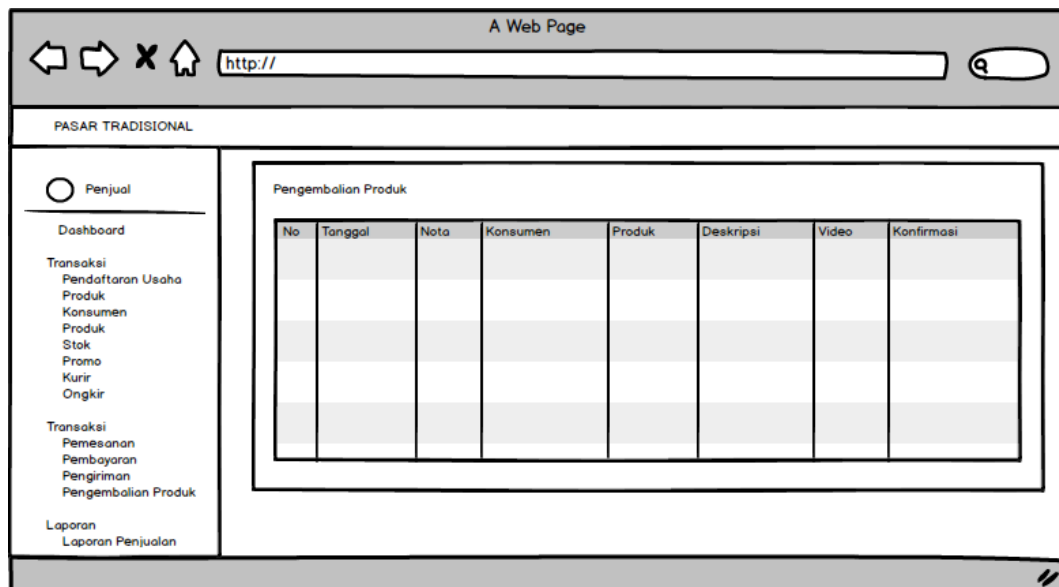 A Web Page
http://
PASAR TRADISIONAL
Penjual
Dashboard
Transaksi
Pendaftaran Usaha
Produk
Konsumen
Produk
Stok
Promo
Kurir
Ongkir
Transaksi
Pemesanan
Pembayaran
Pengiriman
Pengembalian Produk
Laporan
Laporan Penjualan
Pengembalian Produk
No Tanggal Nota Konsumen Produk Deskripsi Video Konfirmasi